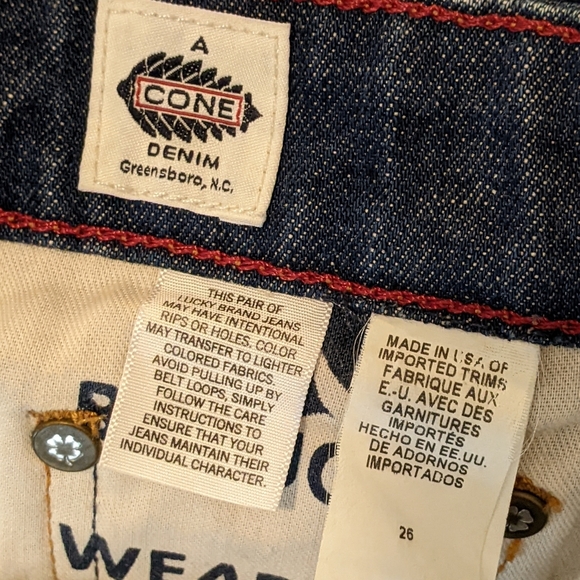 A
CONE
DENIM
Greensboro, N.C.
THIS PAIR OF
LUCKY BRAND JEANS
MAY HAVE INTENTIONAL
RIPS OR HOLES. COLOR
MAY TRANSFER TO LIGHTER
COLORED FABRICS.
AVOID PULLING UP BY
BELT LOOPS, SIMPLY
FOLLOW THE CARE
INSTRUCTIONS TO
ENSURE THAT YOUR
JEANS MAINTAIN THEIR
INDIVIDUAL CHARACTER.
MADE IN USA OF
IMPORTED TRIMS
FABRIQUE AUX
E.-U. AVEC DES
GARNITURES
IMPORTÉS
HECHO EN EE.UU.
DE ADORNOS
IMPORTADOS
26